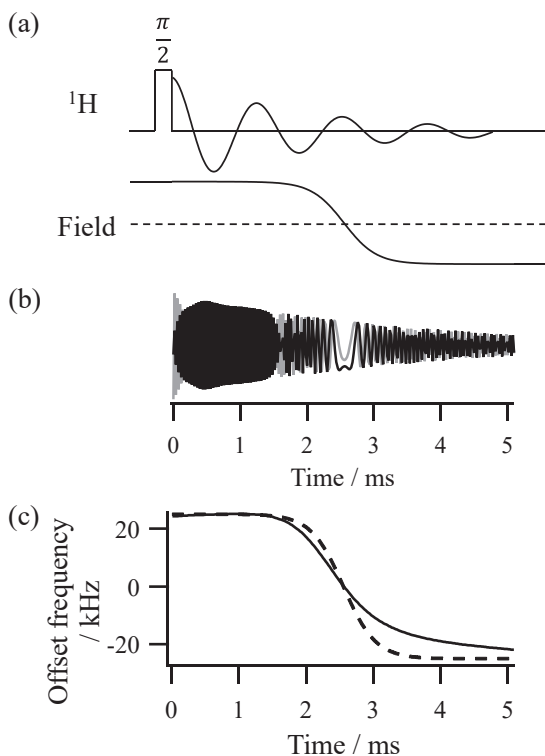 (a)
π
2
¹H
Field
(b)
0 1 2 3 4 5
Time / ms
(c)
Offset frequency
/ kHz
20
0
-20
0 1 2 3 4 5
Time / ms